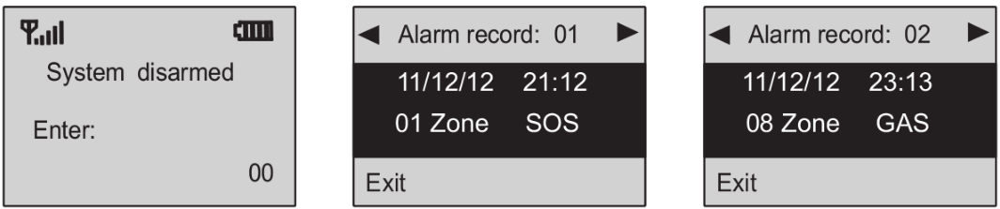 System disarmed
Enter:
00
Alarm record: 01
11/12/12 21:12
01 Zone SOS
Exit
Alarm record: 02
11/12/12 23:13
08 Zone GAS
Exit